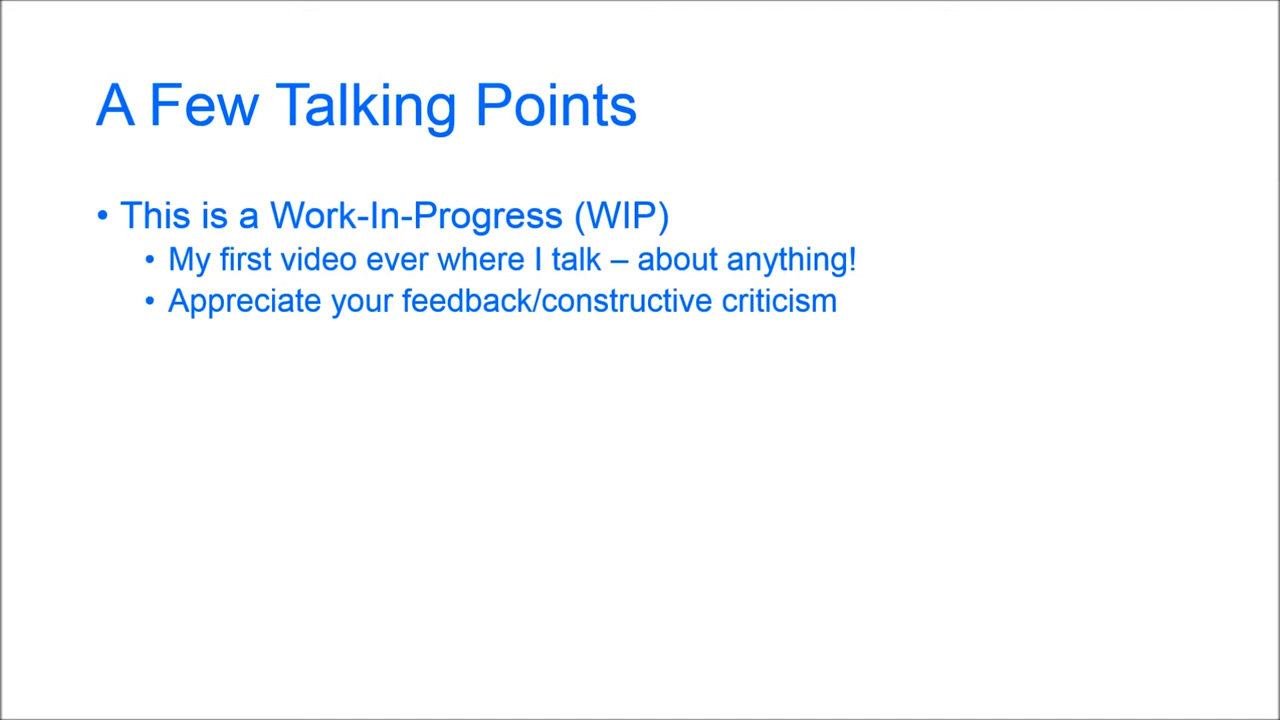 A Few Talking Points
• This is a Work-In-Progress (WIP)
• My first video ever where I talk – about anything!
• Appreciate your feedback/constructive criticism